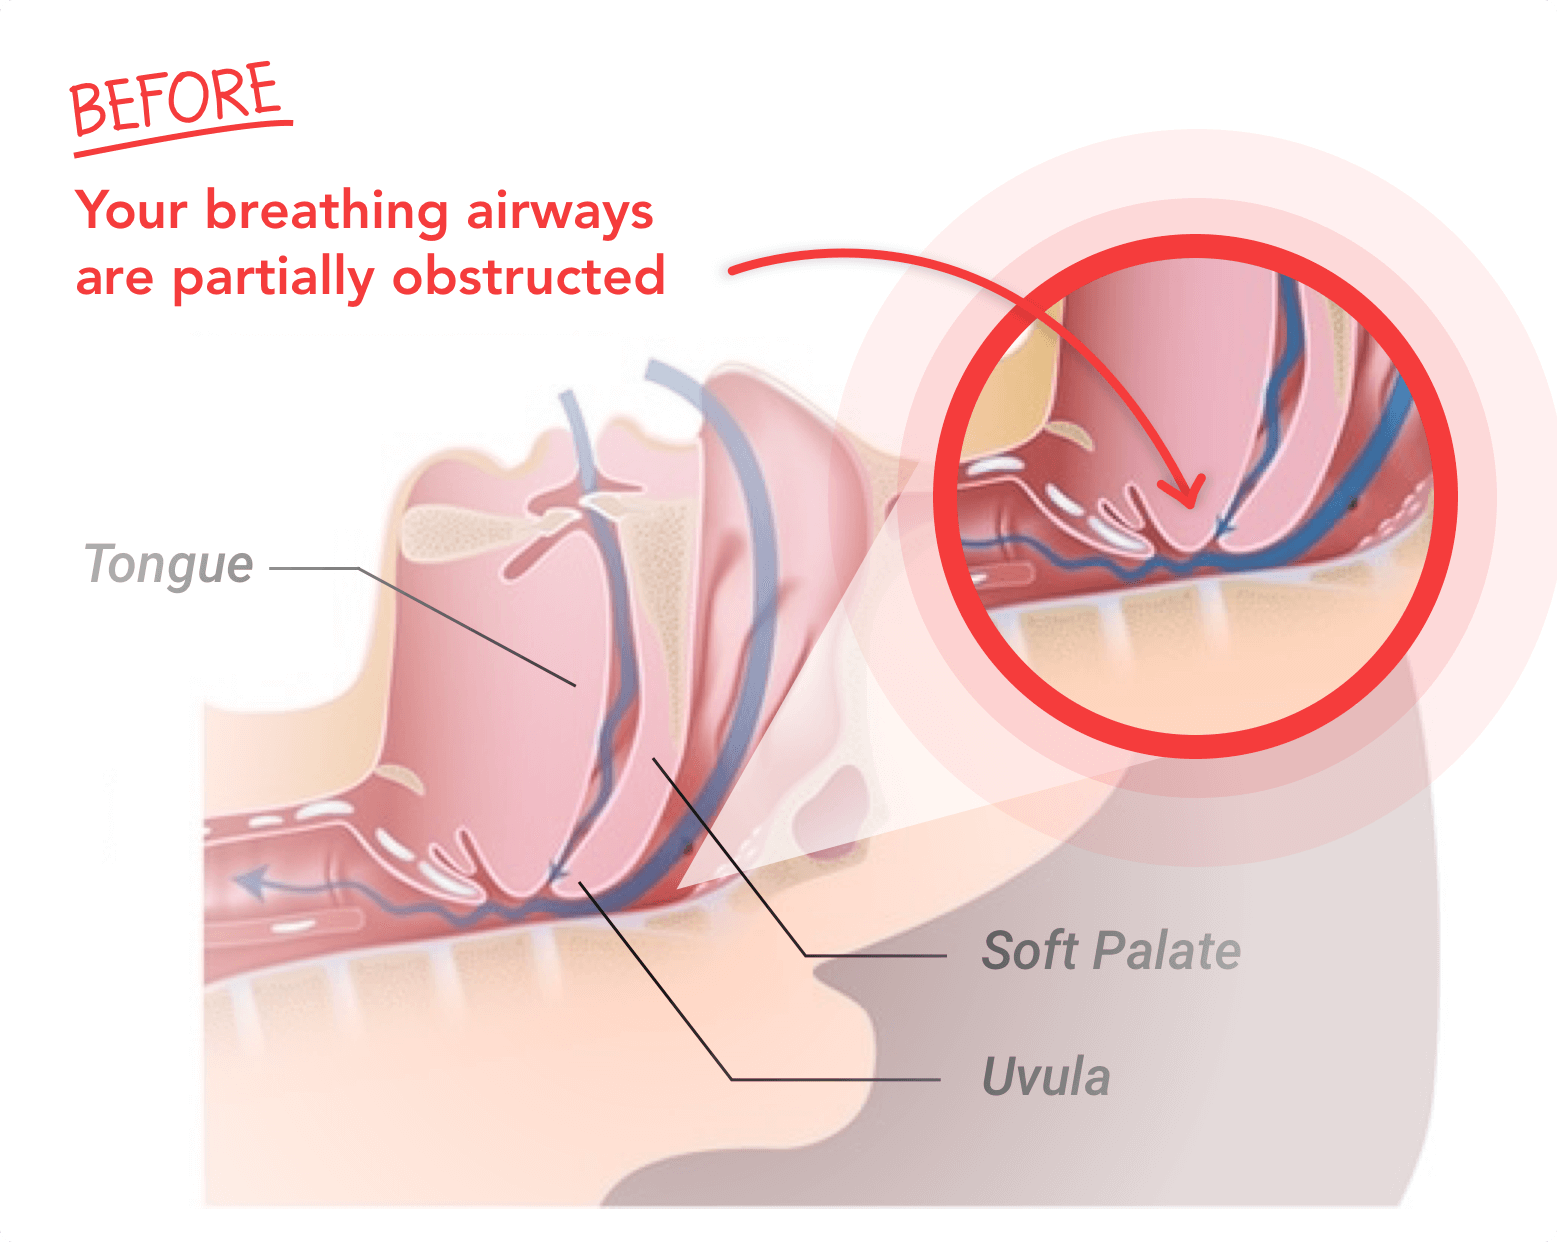 BEFORE
Your breathing airways
are partially obstructed
Tongue
Soft Palate
Uvula